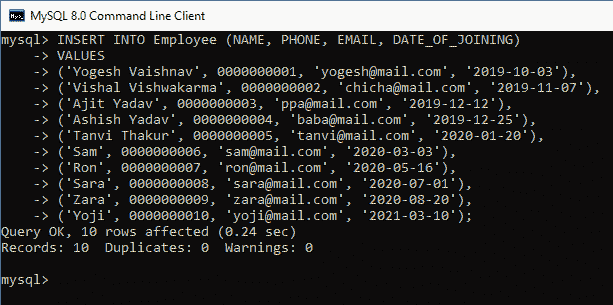 MySQL 8.0 Command Line Client
mysql> INSERT INTO Employee (NAME, PHONE, EMAIL, DATE_OF_JOINING)
    -> VALUES
    -> ('Yogesh Vaishnav', 0000000001, 'yogesh@mail.com', '2019-10-03'),
    -> ('Vishal Vishwakarma', 0000000002, 'chicha@mail.com', '2019-11-07'),
    -> ('Ajit Yadav', 0000000003, 'ppa@mail.com', '2019-12-12'),
    -> ('Ashish Yadav', 0000000004, 'baba@mail.com', '2019-12-25'),
    -> ('Tanvi Thakur', 0000000005, 'tanvi@mail.com', '2020-01-20'),
    -> ('Sam', 0000000006, 'sam@mail.com', '2020-03-03'),
    -> ('Ron', 0000000007, 'ron@mail.com', '2020-05-16'),
    -> ('Sara', 0000000008, 'sara@mail.com', '2020-07-01'),
    -> ('Zara', 0000000009, 'zara@mail.com', '2020-08-20'),
    -> ('Yoji', 0000000010, 'yoji@mail.com', '2021-03-10');
Query OK, 10 rows affected (0.24 sec)
Records: 10  Duplicates: 0  Warnings: 0
mysql>